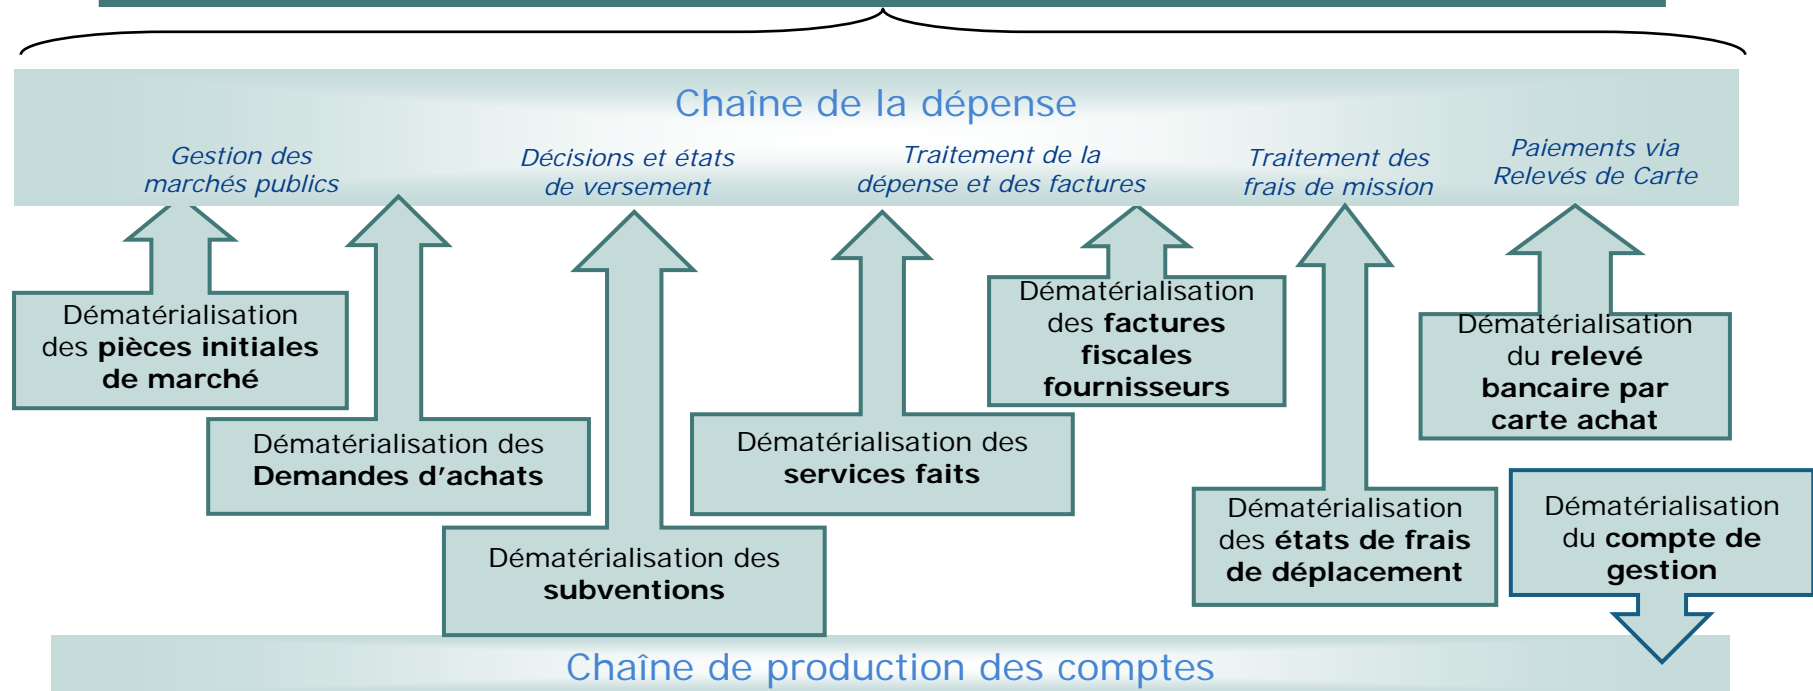 Chaîne de la dépense
Gestion des
marchés publics
Décisions et états
de versement
Traitement de la
dépense et des factures
Traitement des
frais de mission
Paiements via
Relevés de Carte
Dématérialisation
des pièces initiales
de marché
Dématérialisation des
Demandes d’achats
Dématérialisation des
subventions
Dématérialisation des
services faits
Dématérialisation
des factures
fiscales
fournisseurs
Dématérialisation
des états de frais
de déplacement
Dématérialisation
du relevé
bancaire par
carte achat
Dématérialisation
du compte de
gestion
Chaîne de production des comptes